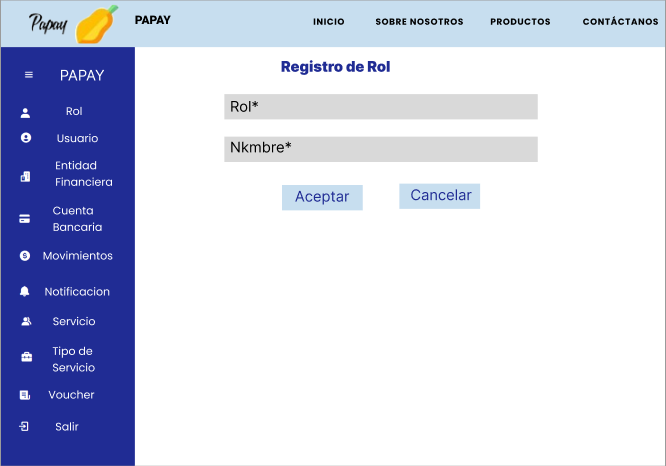 Papay
PAPAY
INICIO
SOBRE NOSOTROS
PRODUCTOS
CONTÁCTANOS
PAPAY
Rol
Usuario
Entidad
Financiera
Cuenta
Bancaria
Movimientos
Notificacion
Servicio
Tipo de
Servicio
Voucher
Salir
Registro de Rol
Rol*
Nkmbre*
Aceptar
Cancelar